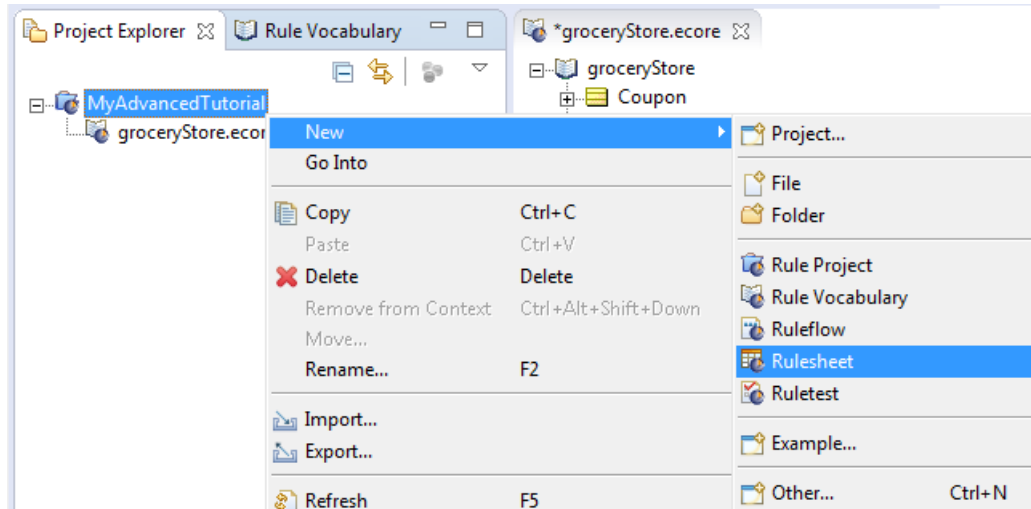 Project Explorer
Rule Vocabulary
*groceryStore.ecore
groceryStore
Coupon
MyAdvancedTutorial
groceryStore.ecor
New
Go Into
Copy Ctrl+C
Paste Ctrl+V
Delete Delete
Remove from Context Ctrl+Alt+Shift+Down
Move...
Rename... F2
Import...
Export...
Refresh F5
Project...
File
Folder
Rule Project
Rule Vocabulary
Ruleflow
Rulesheet
Ruletest
Example...
Other... Ctrl+N